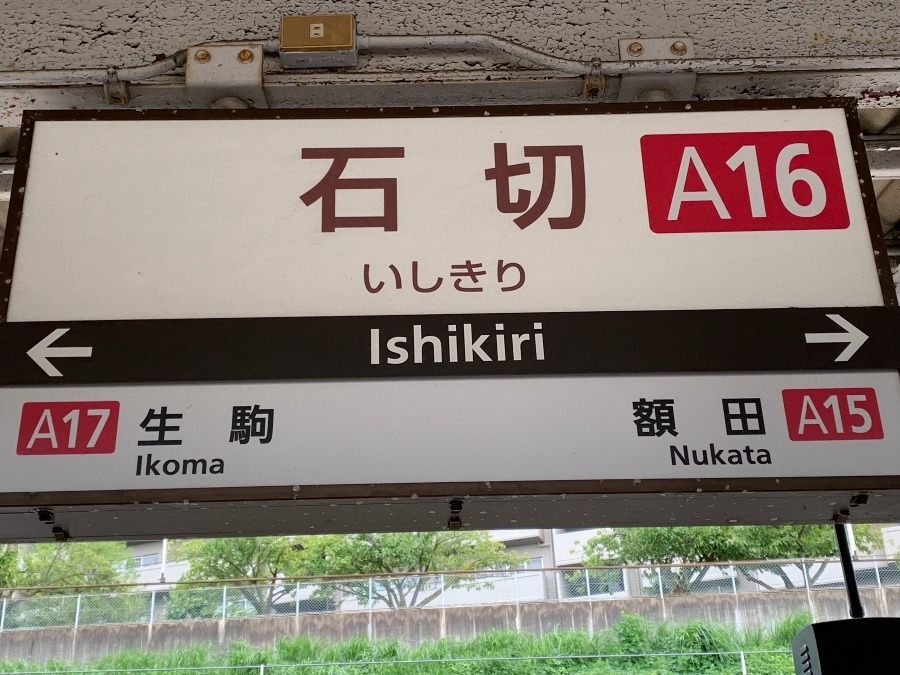 石切 A16
いしきり
← Ishikiri →
A17 生駒
Ikoma
額田 A15
Nukata